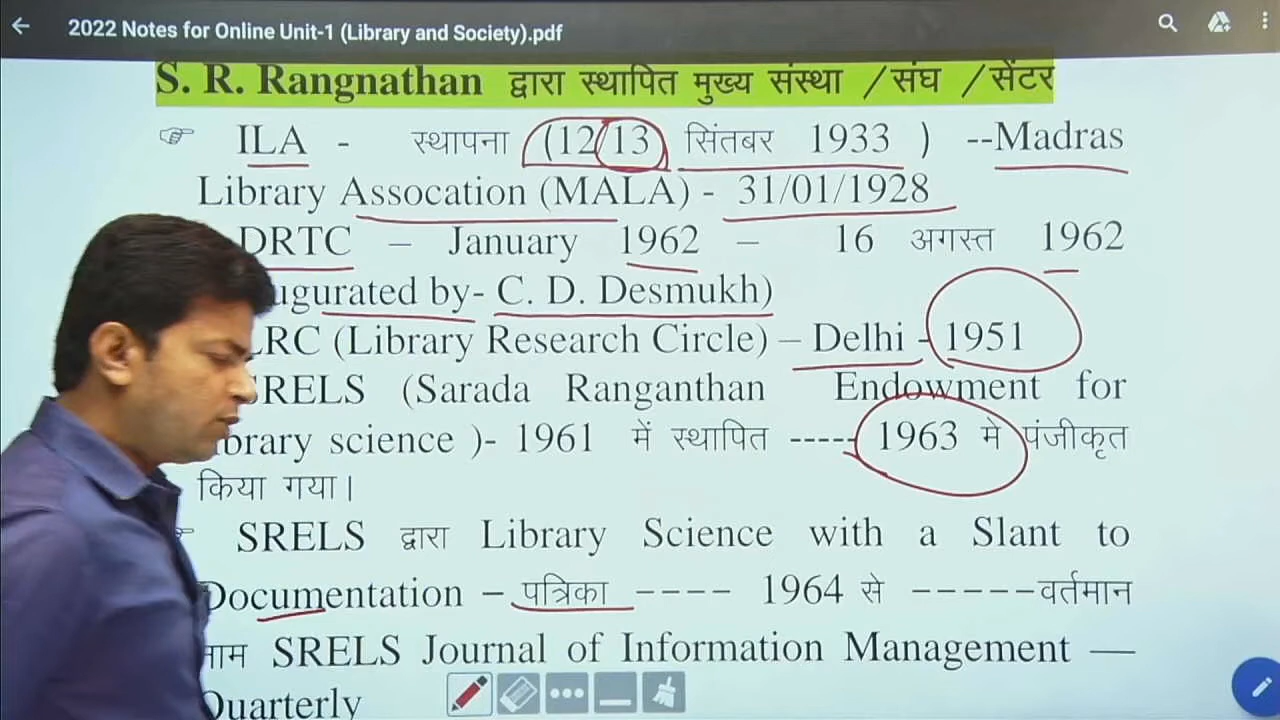 2022 Notes for Online Unit-1 (Library and Society).pdf
S. R. Rangnathan द्वारा स्थापित मुख्य संस्था /संघ /सेंटर
☞ ILA - स्थापना (12/13 सिंतबर 1933 ) --Madras
Library Assocation (MALA) - 31/01/1928
DRTC – January 1962 – 16 अगस्त 1962
ugurated by- C. D. Desmukh)
LRC (Library Research Circle) – Delhi - 1951
SRELS (Sarada Ranganthan Endowment for
brary science )- 1961 में स्थापित ----- 1963 मे पंजीकृत
किया गया।
SRELS द्वारा Library Science with a Slant to
Documentation – पत्रिका ---- 1964 से -----वर्तमान
नाम SRELS Journal of Information Management —
Quarterly